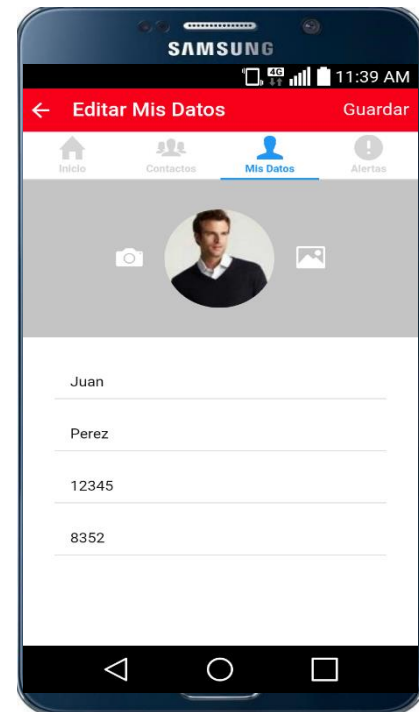 SAMSUNG
4G 11:39 AM
Editar Mis Datos Guardar
Inicio Contactos Mis Datos Alertas
Juan
Perez
12345
8352